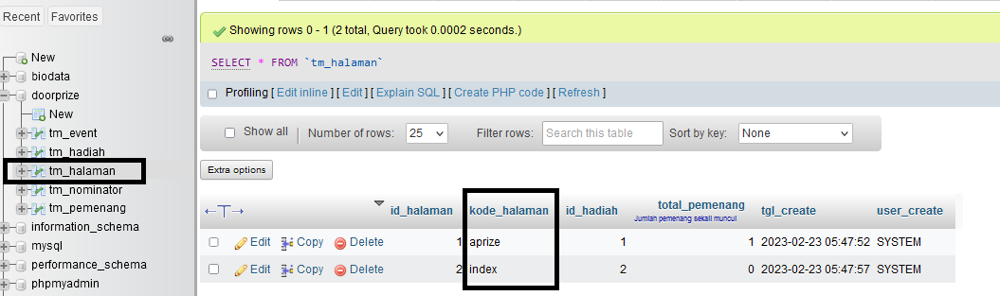 Recent Favorites
New
biodata
doorprize
New
tm_event
tm_hadiah
tm_halaman
tm_nominator
tm_pemenang
information_schema
mysql
performance_schema
phpmyadmin
Showing rows 0 - 1 (2 total, Query took 0.0002 seconds.)
SELECT * FROM `tm_halaman`
Profiling [ Edit inline ] [ Edit ] [ Explain SQL ] [ Create PHP code ] [ Refresh ]
Show all Number of rows: 25 Filter rows: Search this table Sort by key: None
Extra options
←T→ id_halaman kode_halaman id_hadiah total_pemenang tgl_create user_create
Jumlah pemenang sekali muncul
Edit Copy Delete 1 aprize 1 1 2023-02-23 05:47:52 SYSTEM
Edit Copy Delete 2 index 2 0 2023-02-23 05:47:57 SYSTEM